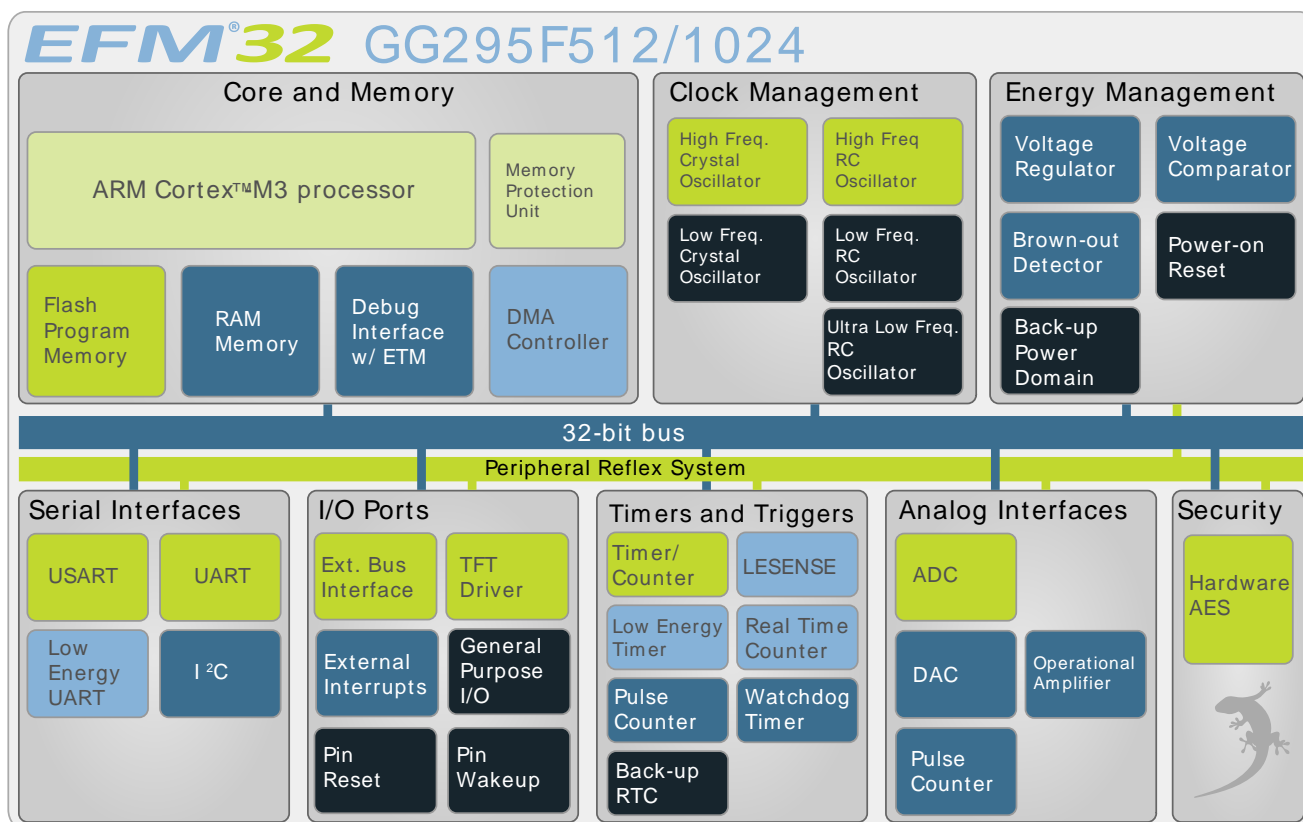 EFM®32 GG295F512/1024
Core and Memory
ARM Cortex™M3 processor
Memory
Protection
Unit
Flash
Program
Memory
RAM
Memory
Debug
Interface
w/ ETM
DMA
Controller
Clock Management
High Freq.
Crystal
Oscillator
High Freq
RC
Oscillator
Low Freq.
Crystal
Oscillator
Low Freq.
RC
Oscillator
Ultra Low Freq.
RC
Oscillator
Energy Management
Voltage
Regulator
Voltage
Comparator
Brown-out
Detector
Power-on
Reset
Back-up
Power
Domain
32-bit bus
Peripheral Reflex System
Serial Interfaces
USART
UART
Low
Energy
UART
I²C
I/O Ports
Ext. Bus
Interface
TFT
Driver
External
Interrupts
General
Purpose
I/O
Pin
Reset
Pin
Wakeup
Timers and Triggers
Timer/
Counter
LESENSE
Low Energy
Timer
Real Time
Counter
Pulse
Counter
Watchdog
Timer
Back-up
RTC
Analog Interfaces
ADC
DAC
Operational
Amplifier
Pulse
Counter
Security
Hardware
AES